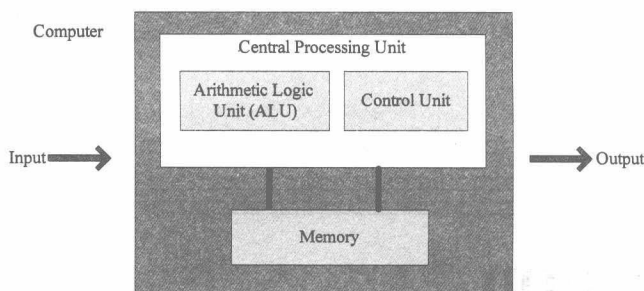 Computer
Central Processing Unit
Arithmetic Logic
Unit (ALU)
Control Unit
Input
Output
Memory